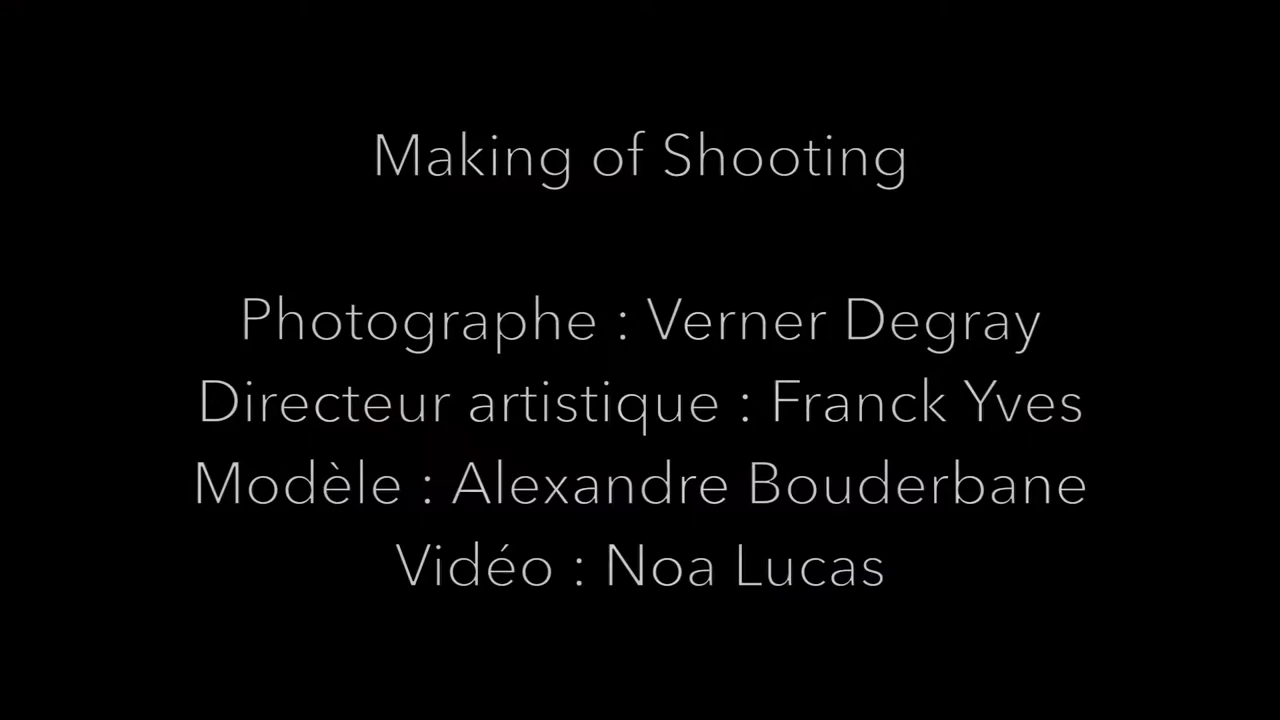 Making of Shooting
Photographe : Verner Degray
Directeur artistique : Franck Yves
Modèle : Alexandre Bouderbane
Vidéo : Noa Lucas